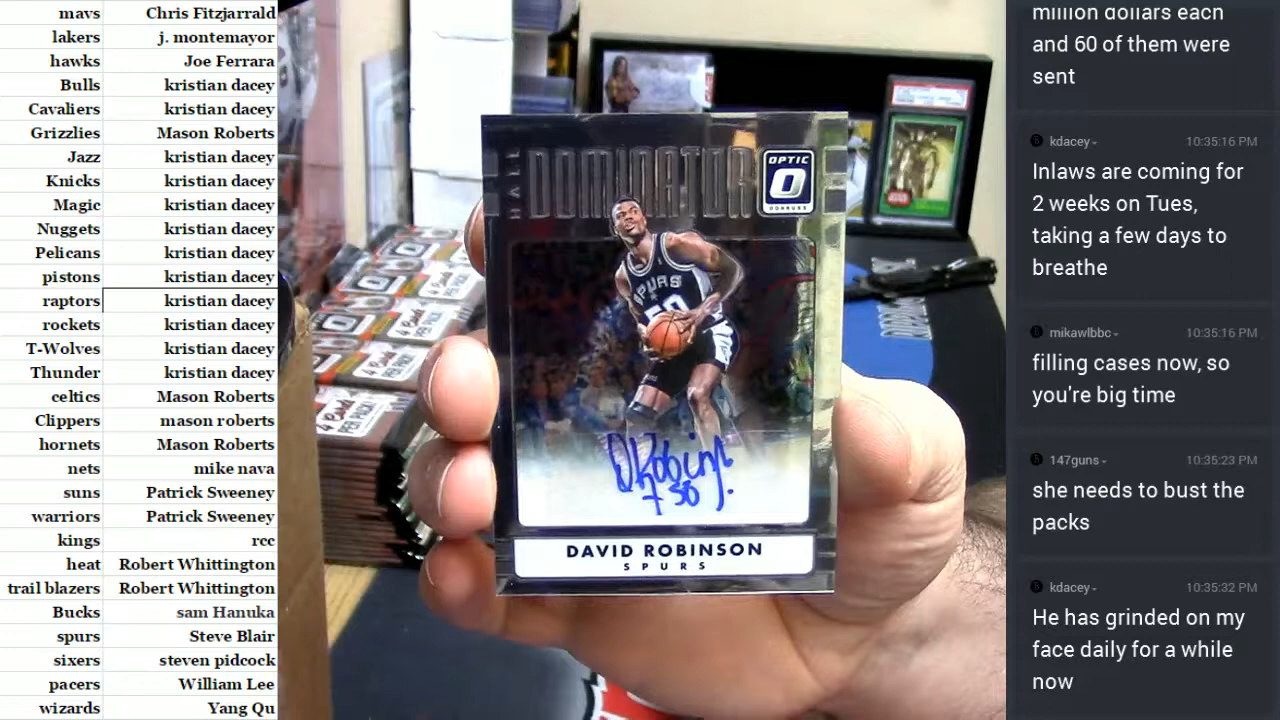 mavs Chris Fitzjarrald
lakers j. montemayor
hawks Joe Ferrara
Bulls kristian dacey
Cavaliers kristian dacey
Grizzlies Mason Roberts
Jazz kristian dacey
Knicks kristian dacey
Magic kristian dacey
Nuggets kristian dacey
Pelicans kristian dacey
pistons kristian dacey
raptors kristian dacey
rockets kristian dacey
T-Wolves kristian dacey
Thunder kristian dacey
celtics Mason Roberts
Clippers mason roberts
hornets Mason Roberts
nets mike nava
suns Patrick Sweeney
warriors Patrick Sweeney
kings rcc
heat Robert Whittington
trail blazers Robert Whittington
Bucks sam Hanuka
spurs Steve Blair
sixers steven pidcock
pacers William Lee
wizards Yang Qu
HALL
DOMINATOR
OPTIC
DONRUSS
SPURS
50
DAVID ROBINSON
SPURS
4 Cards
PER PACK!
million dollars each
and 60 of them were
sent
kdacey 10:35:16 PM
Inlaws are coming for
2 weeks on Tues,
taking a few days to
breathe
mikawlbbc 10:35:16 PM
filling cases now, so
you're big time
147guns 10:35:23 PM
she needs to bust the
packs
kdacey 10:35:32 PM
He has grinded on my
face daily for a while
now